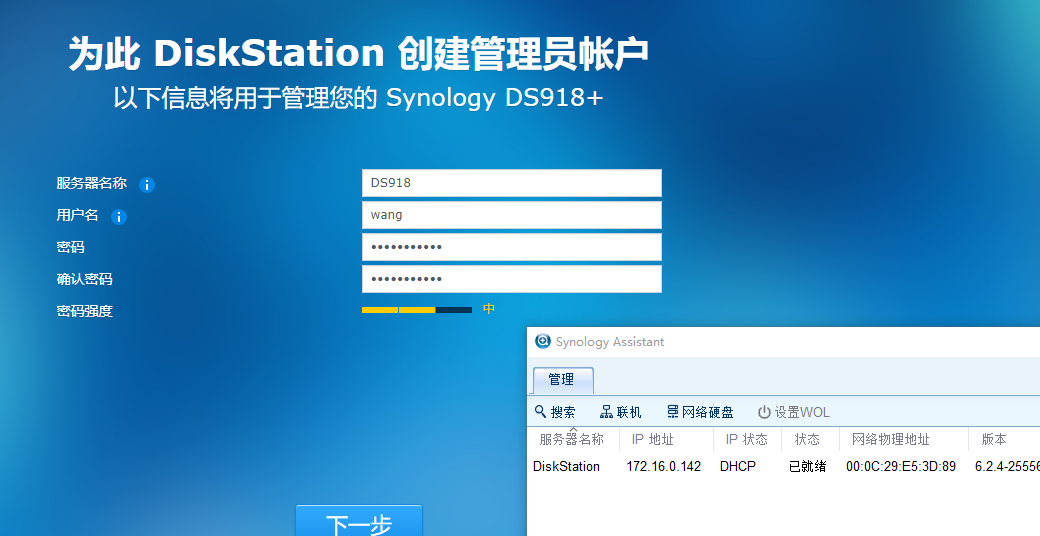 为此 DiskStation 创建管理员帐户
以下信息将用于管理您的 Synology DS918+
服务器名称 DS918
用户名 wang
密码 •••••••••••
确认密码 •••••••••••
密码强度 中
Synology Assistant
管理
搜索 联机 网络硬盘 设置WOL
服务器名称 IP 地址 IP 状态 状态 网络物理地址 版本
DiskStation 172.16.0.142 DHCP 已就绪 00:0C:29:E5:3D:89 6.2.4-25556
下一步